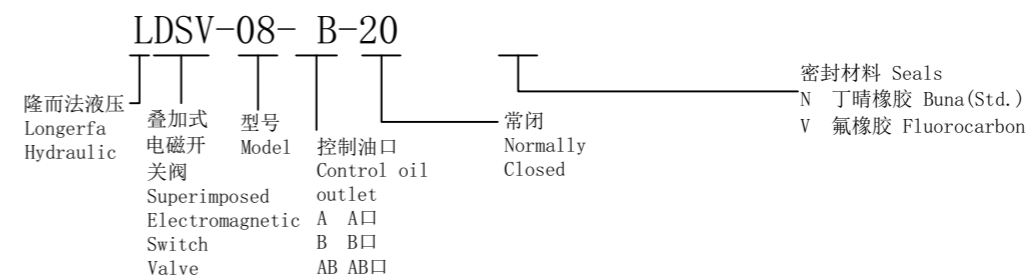 LDSV-08- B-20
隆而法液压
Longerfa
Hydraulic
叠加式
电磁开
关阀
Superimposed
Electromagnetic
Switch
Valve
型号
Model
控制油口
Control oil
outlet
A A口
B B口
AB AB口
常闭
Normally
Closed
密封材料 Seals
N 丁晴橡胶 Buna(Std.)
V 氟橡胶 Fluorocarbon